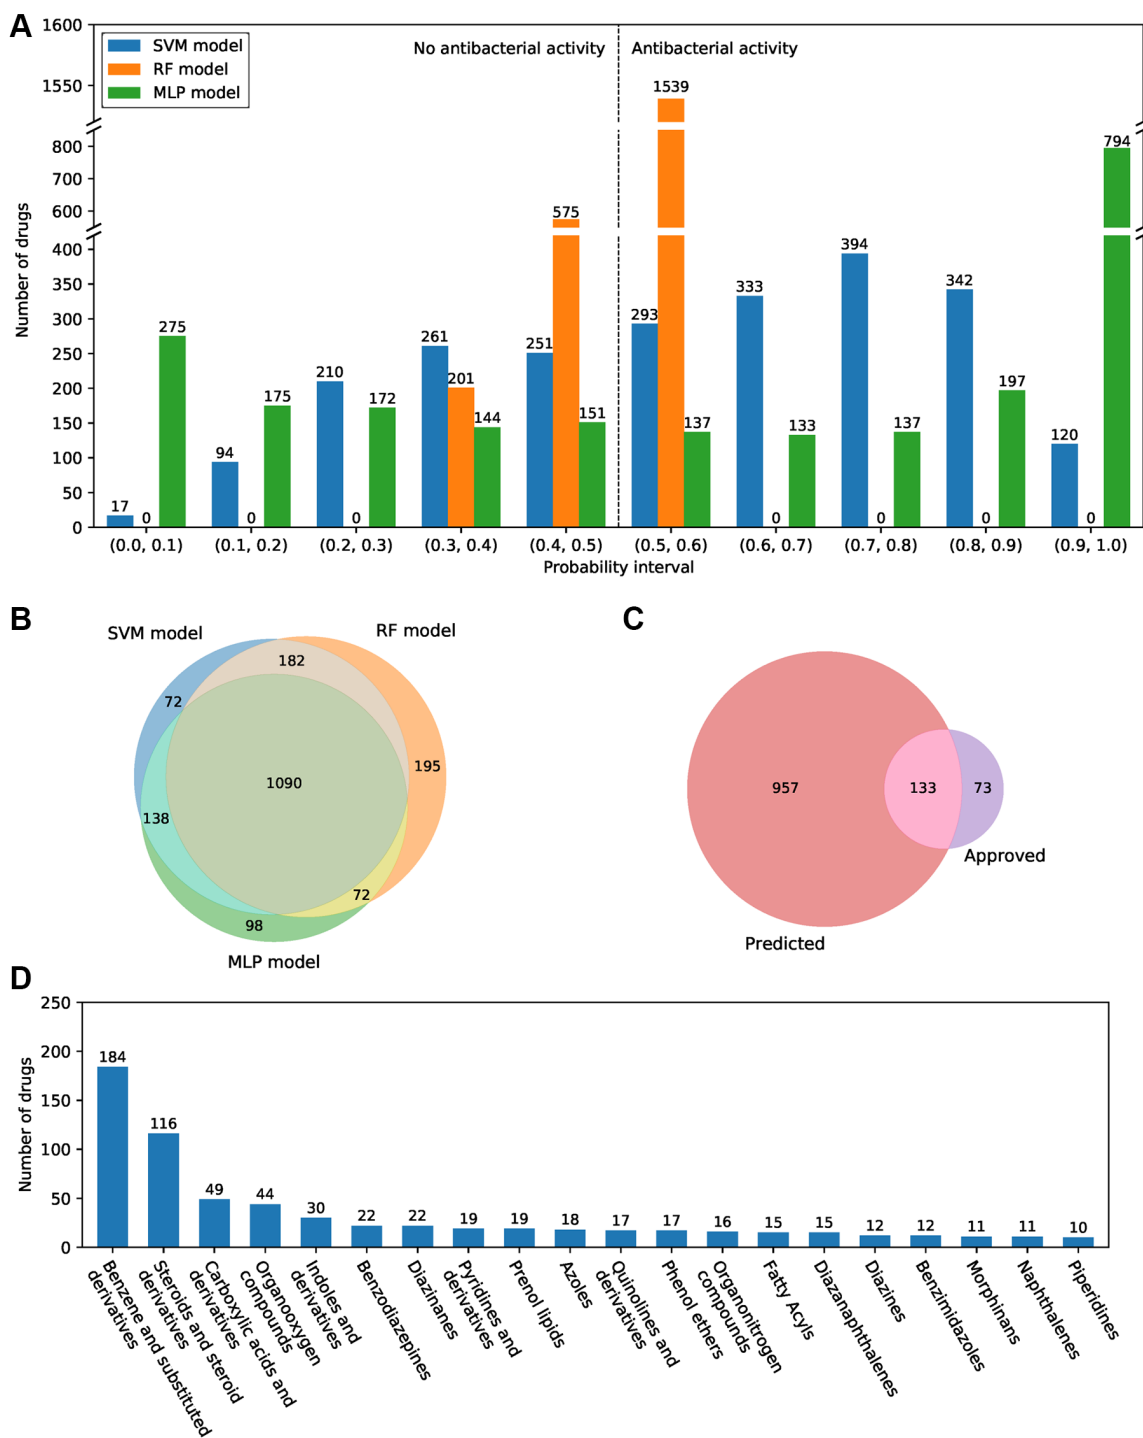 A
1600
1550
800
700
600
400
350
300
250
200
150
100
50
0
Number of drugs
SVM model
RF model
MLP model
No antibacterial activity
Antibacterial activity
17 0 275
94 0 175
210 0 172
261 201 144
251 575 151
293 1539 137
333 0 133
394 0 137
342 0 197
120 0 794
(0.0, 0.1) (0.1, 0.2) (0.2, 0.3) (0.3, 0.4) (0.4, 0.5) (0.5, 0.6) (0.6, 0.7) (0.7, 0.8) (0.8, 0.9) (0.9, 1.0)
Probability interval
B
SVM model
RF model
182
72
195
1090
138
72
98
MLP model
C
957
133
73
Approved
Predicted
D
250
200
150
100
50
0
Number of drugs
184 116 49 44 30 22 22 19 19 18 17 17 16 15 15 12 12 11 11 10
Benzene and substituted
derivatives
Steroids and steroid
derivatives
Carboxylic acids and
derivatives
Organooxygen
compounds
Indoles and
derivatives
Benzodiazepines
Diazinanes
Pyridines and
derivatives
Prenol lipids
Azoles
Quinolines and
derivatives
Phenol ethers
Organonitrogen
compounds
Fatty Acyls
Diazanaphthalenes
Diazines
Benzimidazoles
Morphinans
Naphthalenes
Piperidines